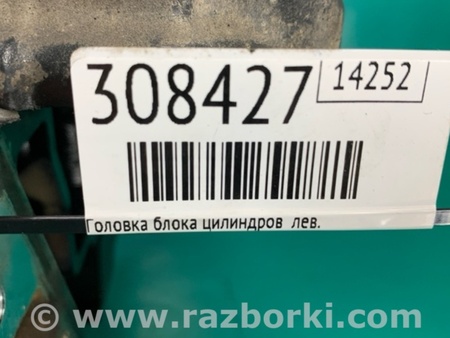 308427 14252
Головка блока цилиндров лев.
© www.razborki.com